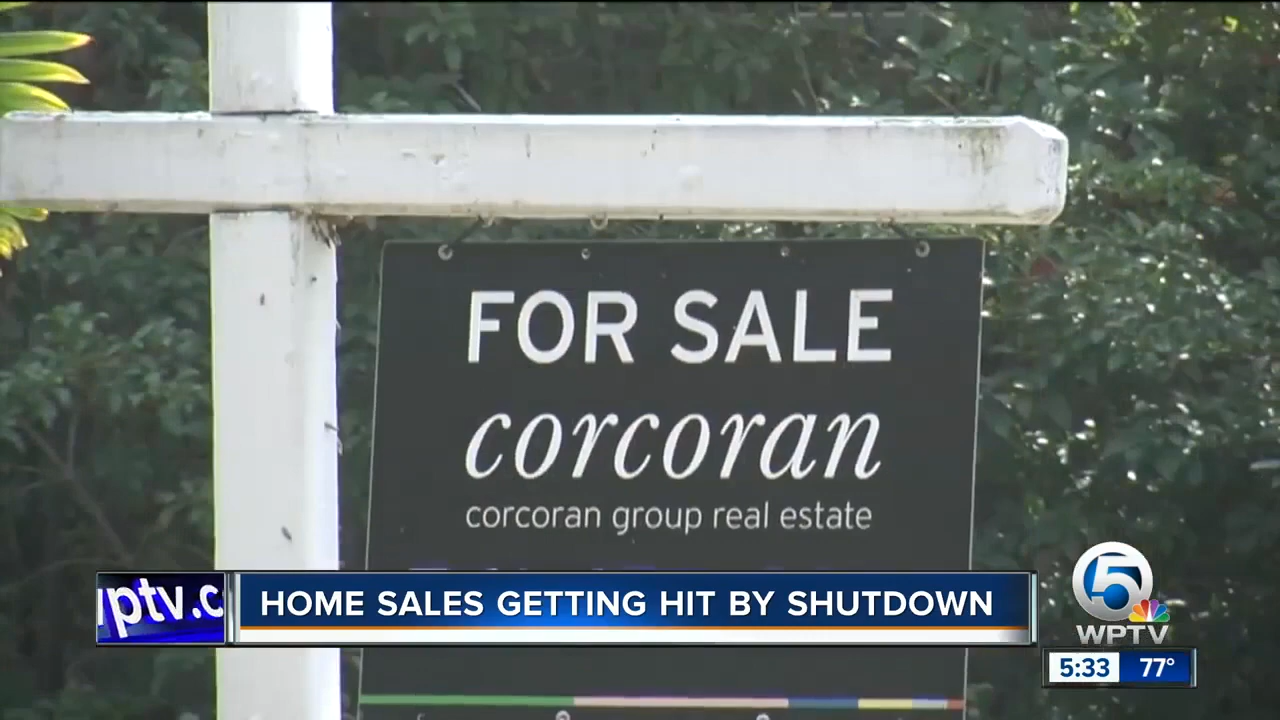 FOR SALE
corcoran
corcoran group real estate
ptv.c
HOME SALES GETTING HIT BY SHUTDOWN
5
WPTV
5:33 77°